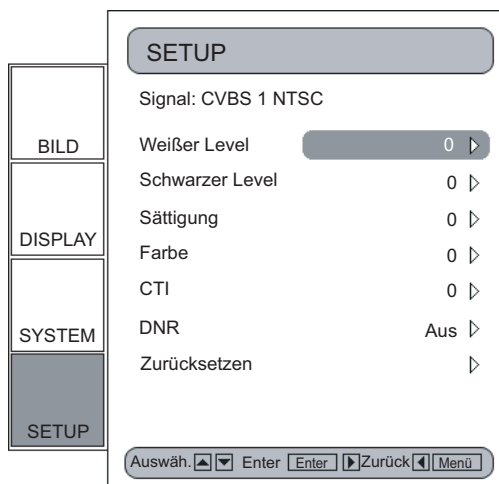 SETUP
Signal: CVBS 1 NTSC
Weißer Level 0
Schwarzer Level 0
Sättigung 0
Farbe 0
CTI 0
DNR Aus
Zurücksetzen
BILD
DISPLAY
SYSTEM
SETUP
Auswäh. Enter Enter Zurück Menü